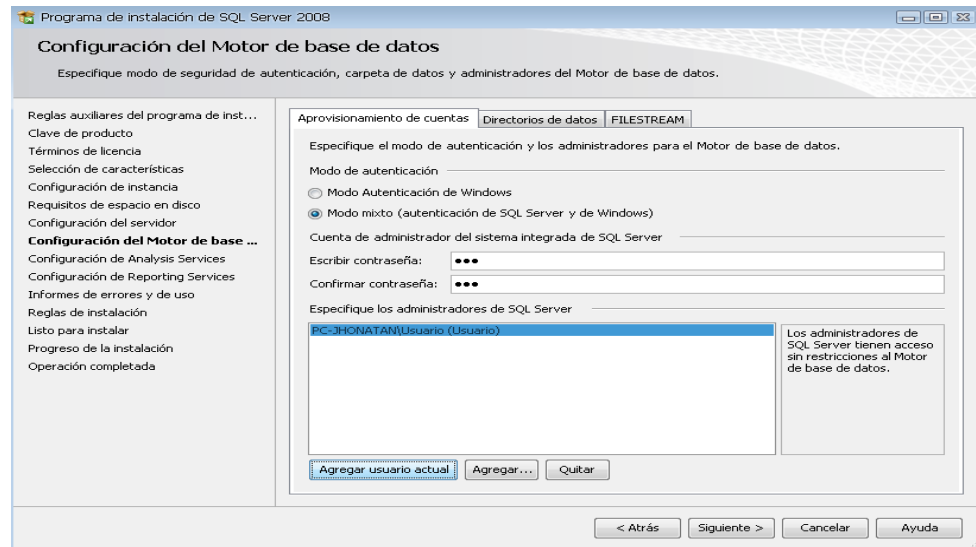 Programa de instalación de SQL Server 2008
Configuración del Motor de base de datos
Especifique modo de seguridad de autenticación, carpeta de datos y administradores del Motor de base de datos.
Reglas auxiliares del programa de inst...
Clave de producto
Términos de licencia
Selección de características
Configuración de instancia
Requisitos de espacio en disco
Configuración del servidor
Configuración del Motor de base ...
Configuración de Analysis Services
Configuración de Reporting Services
Informes de errores y de uso
Reglas de instalación
Listo para instalar
Progreso de la instalación
Operación completada
Aprovisionamiento de cuentas
Directorios de datos
FILESTREAM
Especifique el modo de autenticación y los administradores para el Motor de base de datos.
Modo de autenticación
Modo Autenticación de Windows
Modo mixto (autenticación de SQL Server y de Windows)
Cuenta de administrador del sistema integrada de SQL Server
Escribir contraseña: •••
Confirmar contraseña: •••
Especifique los administradores de SQL Server
PC-JHONATAN\Usuario (Usuario)
Los administradores de
SQL Server tienen acceso
sin restricciones al Motor
de base de datos.
Agregar usuario actual
Agregar...
Quitar
< Atrás
Siguiente >
Cancelar
Ayuda